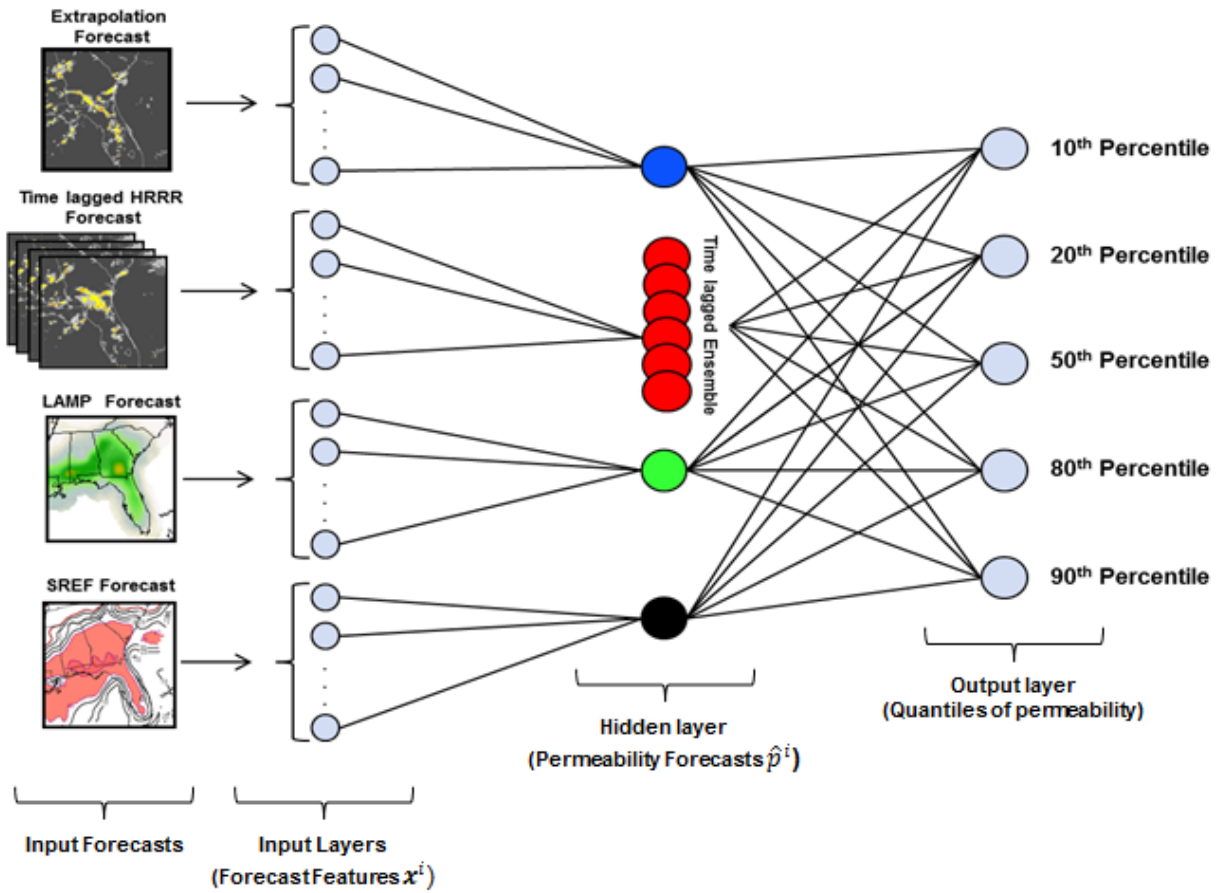 Extrapolation
Forecast
Time lagged HRRR
Forecast
LAMP Forecast
SREF Forecast
Time lagged Ensemble
10th Percentile
20th Percentile
50th Percentile
80th Percentile
90th Percentile
Input Forecasts
Input Layers
(Forecast Features xⁱ)
Hidden layer
(Permeability Forecasts p̂ⁱ)
Output layer
(Quantiles of permeability)